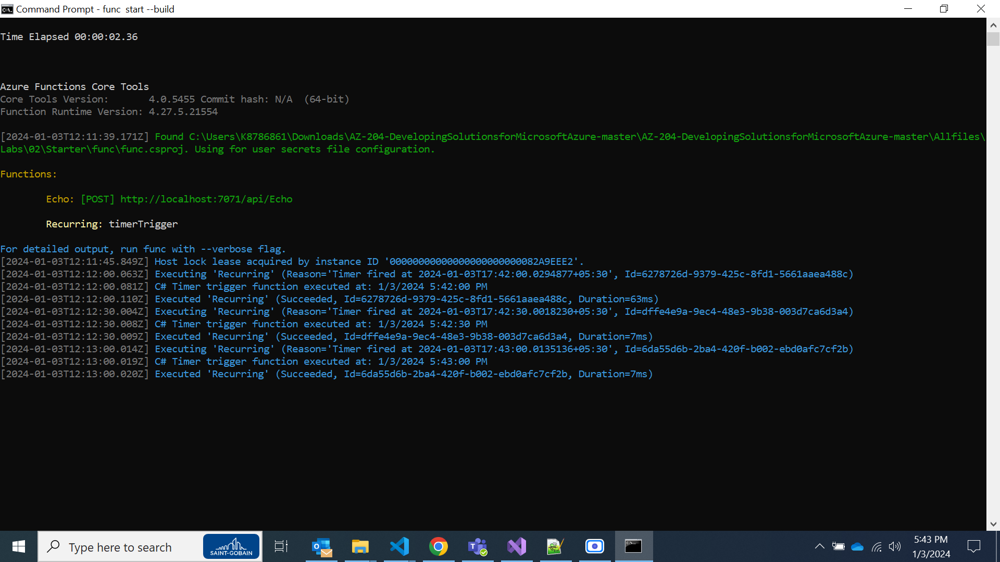 Command Prompt - func  start --build
Time Elapsed 00:00:02.36
Azure Functions Core Tools
Core Tools Version:       4.0.5455 Commit hash: N/A  (64-bit)
Function Runtime Version: 4.27.5.21554
[2024-01-03T12:11:39.171Z] Found C:\Users\K8786861\Downloads\AZ-204-DevelopingSolutionsforMicrosoftAzure-master\AZ-204-DevelopingSolutionsforMicrosoftAzure-master\Allfiles\
Labs\02\Starter\func\func.csproj. Using for user secrets file configuration.
Functions:
Echo: [POST] http://localhost:7071/api/Echo
Recurring: timerTrigger
For detailed output, run func with --verbose flag.
[2024-01-03T12:11:45.849Z] Host lock lease acquired by instance ID '00000000000000000000000082A9EEE2'.
[2024-01-03T12:12:00.063Z] Executing 'Recurring' (Reason='Timer fired at 2024-01-03T17:42:00.0294877+05:30', Id=6278726d-9379-425c-8fd1-5661aaea488c)
[2024-01-03T12:12:00.081Z] C# Timer trigger function executed at: 1/3/2024 5:42:00 PM
[2024-01-03T12:12:00.110Z] Executed 'Recurring' (Succeeded, Id=6278726d-9379-425c-8fd1-5661aaea488c, Duration=63ms)
[2024-01-03T12:12:30.004Z] Executing 'Recurring' (Reason='Timer fired at 2024-01-03T17:42:30.0018230+05:30', Id=dffe4e9a-9ec4-48e3-9b38-003d7ca6d3a4)
[2024-01-03T12:12:30.008Z] C# Timer trigger function executed at: 1/3/2024 5:42:30 PM
[2024-01-03T12:12:30.009Z] Executed 'Recurring' (Succeeded, Id=dffe4e9a-9ec4-48e3-9b38-003d7ca6d3a4, Duration=7ms)
[2024-01-03T12:13:00.014Z] Executing 'Recurring' (Reason='Timer fired at 2024-01-03T17:43:00.0135136+05:30', Id=6da55d6b-2ba4-420f-b002-ebd0afc7cf2b)
[2024-01-03T12:13:00.019Z] C# Timer trigger function executed at: 1/3/2024 5:43:00 PM
[2024-01-03T12:13:00.020Z] Executed 'Recurring' (Succeeded, Id=6da55d6b-2ba4-420f-b002-ebd0afc7cf2b, Duration=7ms)
Type here to search
SAINT-GOBAIN
5:43 PM
1/3/2024